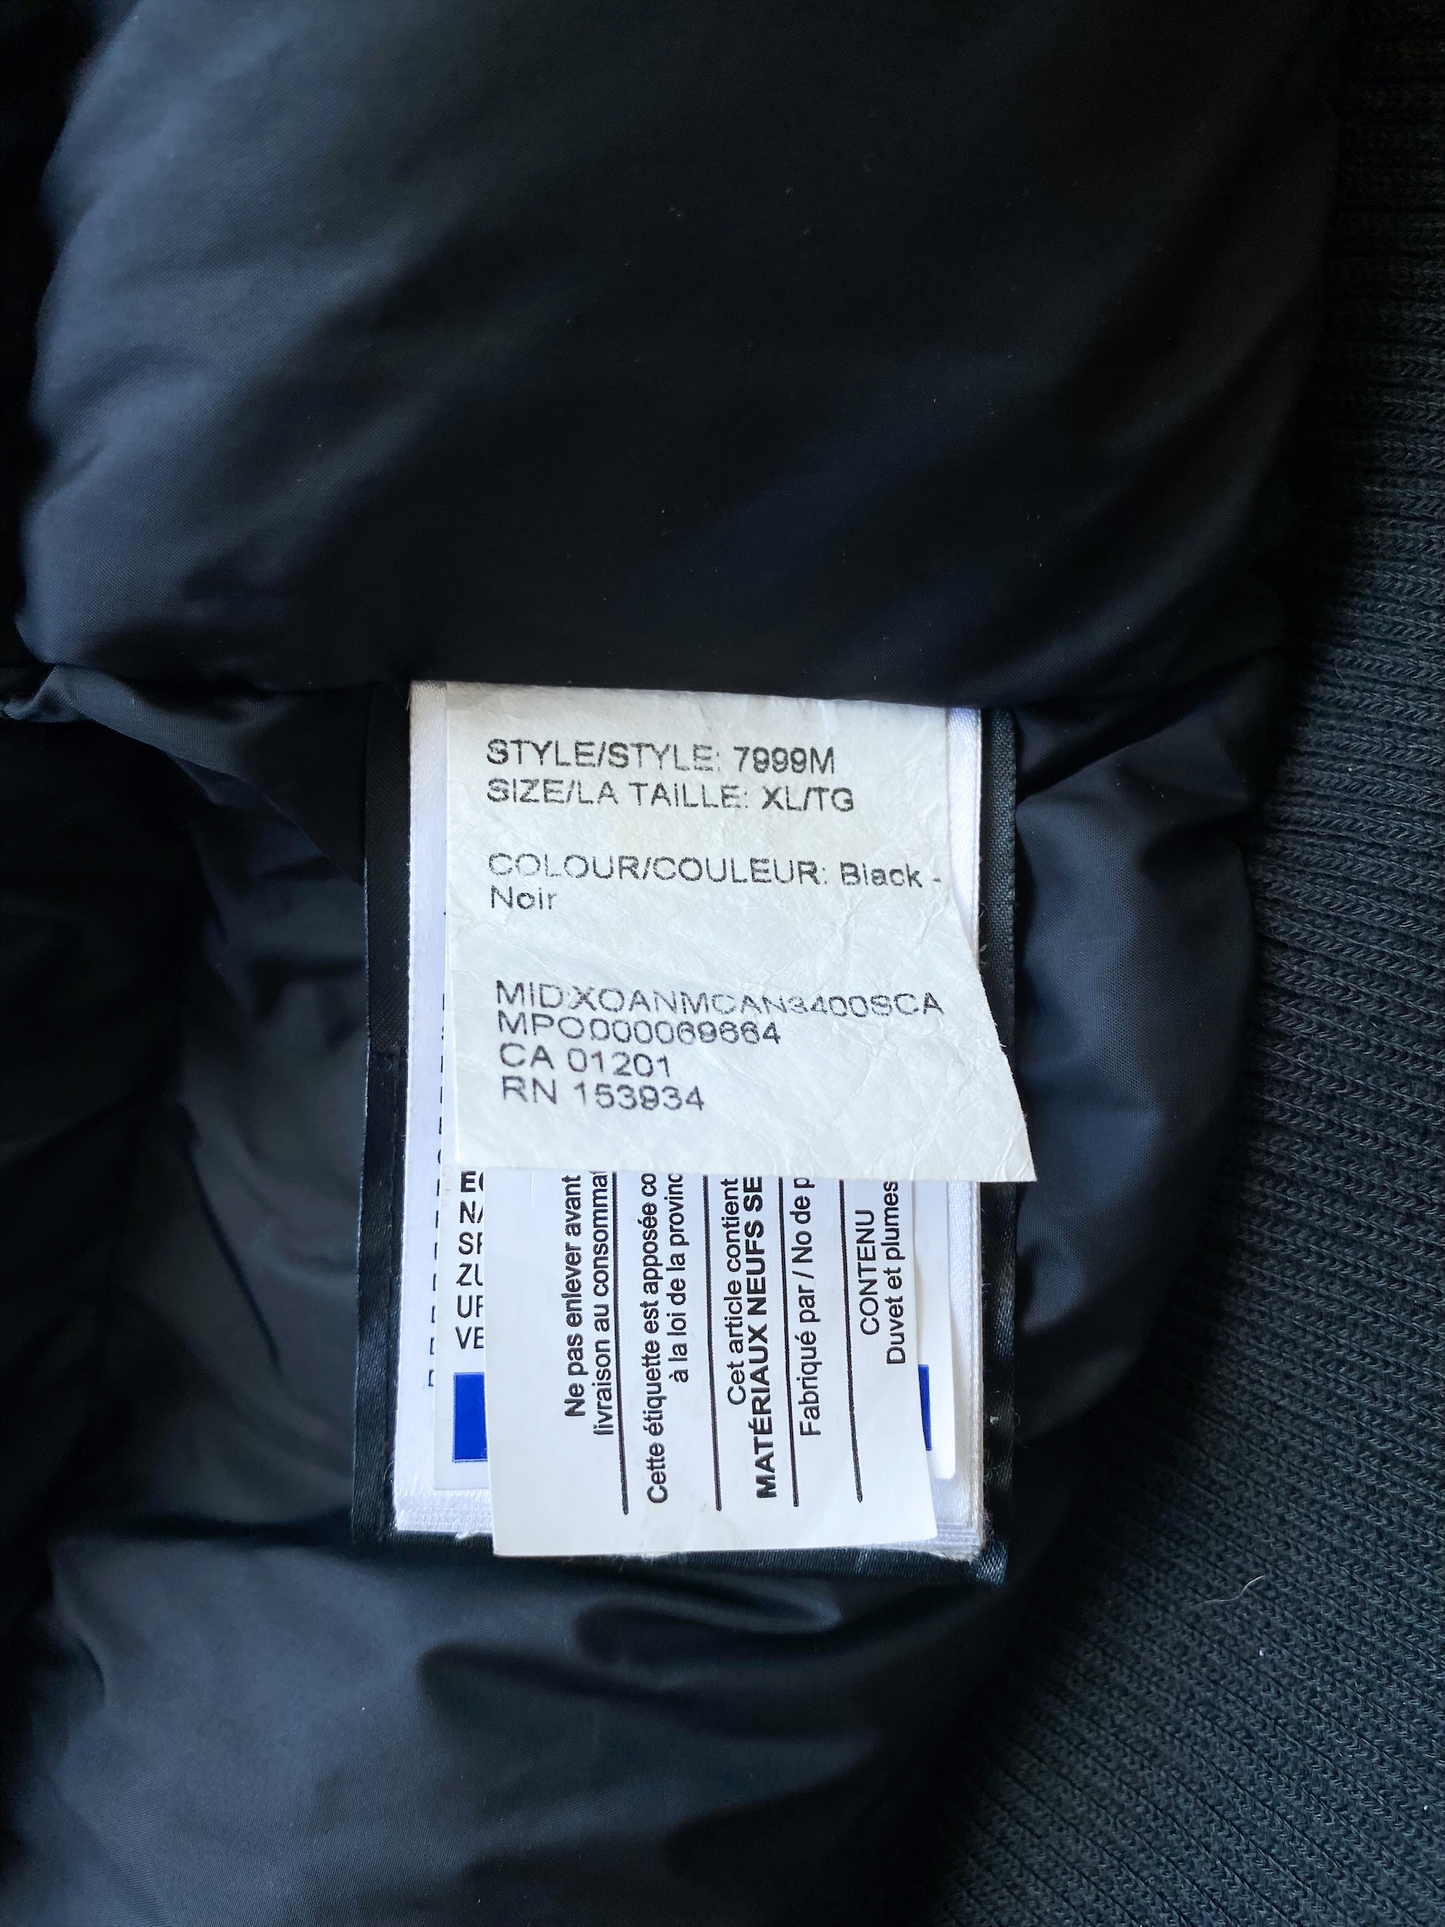 STYLE/STYLE: 7999M
SIZE/LA TAILLE: XL/TG
COLOUR/COULEUR: Black -
Noir
MIDXOANMCAN3400SCA
MPO000069664
CA 01201
RN 153934
Ne pas enlever avant
livraison au consommat
Cette étiquette est apposée co
à la loi de la provinc
Cet article contient
MATÉRIAUX NEUFS SE
Fabriqué par / No de p
CONTENU
Duvet et plumes